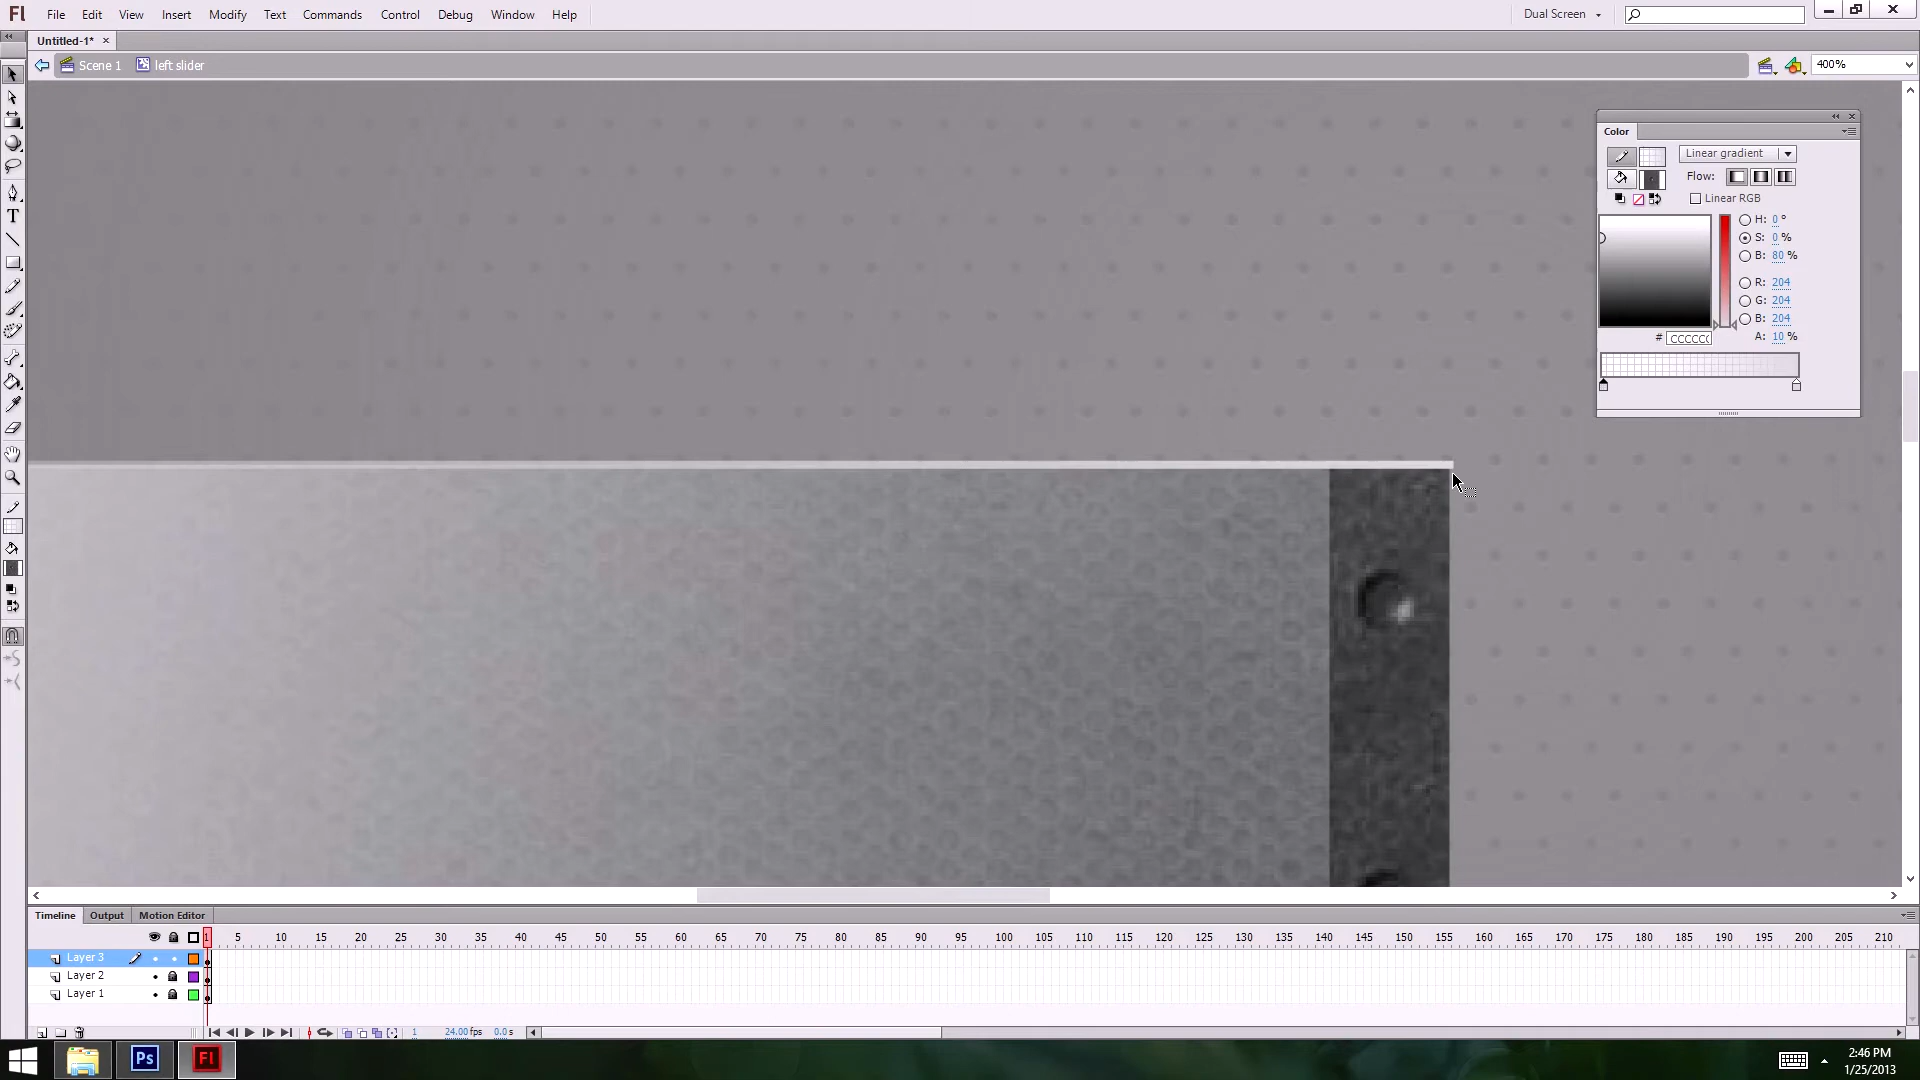 Fl File Edit View Insert Modify Text Commands Control Debug Window Help Dual Screen
Untitled-1* ×
Scene 1 left slider 400%
Color
Linear gradient
Flow:
Linear RGB
H: 0 °
S: 0 %
B: 80 %
R: 204
G: 204
B: 204
# CCCCCC A: 10 %
T
Timeline Output Motion Editor
1 5 10 15 20 25 30 35 40 45 50 55 60 65 70 75 80 85 90 95 100 105 110 115 120 125 130 135 140 145 150 155 160 165 170 175 180 185 190 195 200 205 210
Layer 3
Layer 2
Layer 1
1 24.00 fps 0.0 s
Ps Fl 2:46 PM
1/25/2013